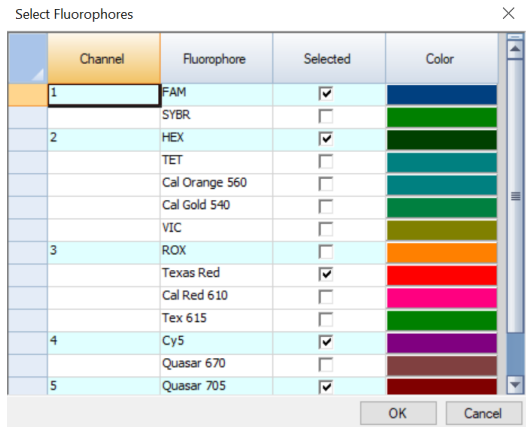 Select Fluorophores
Channel Fluorophore Selected Color
1 FAM
SYBR
2 HEX
TET
Cal Orange 560
Cal Gold 540
VIC
3 ROX
Texas Red
Cal Red 610
Tex 615
4 Cy5
Quasar 670
5 Quasar 705
OK Cancel